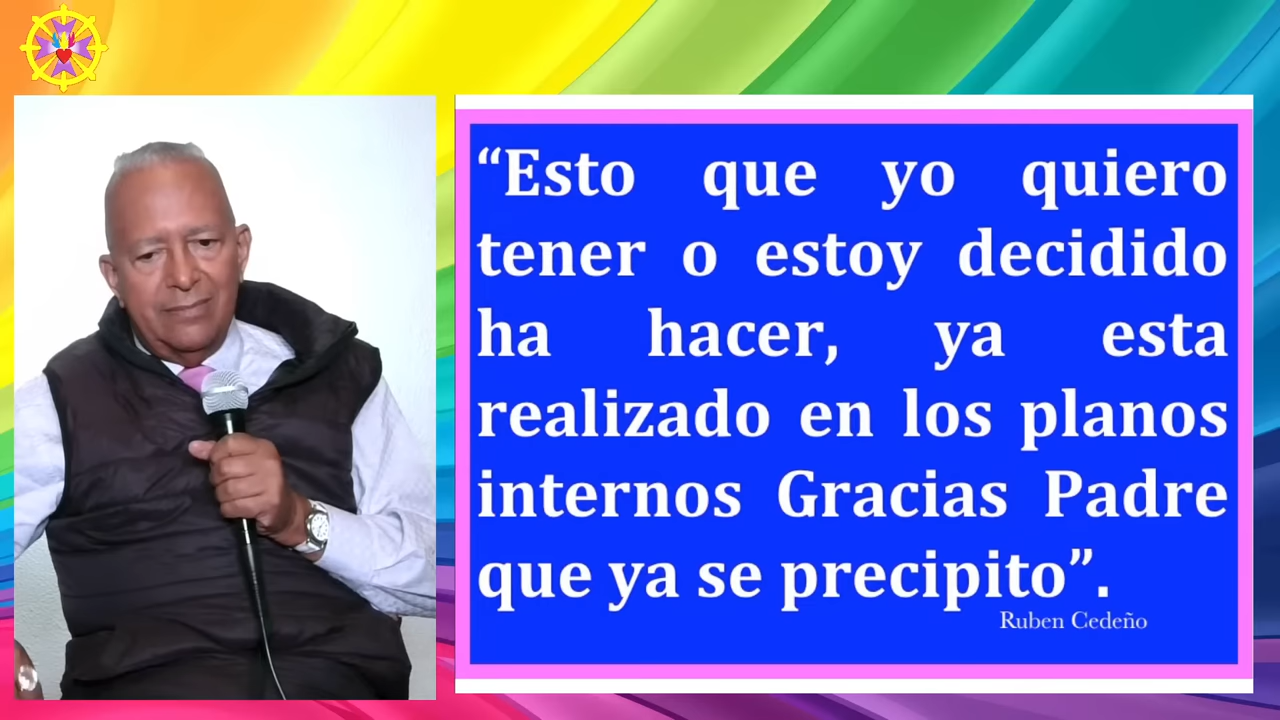 “Esto que yo quiero
tener o estoy decidido
ha hacer, ya esta
realizado en los planos
internos Gracias Padre
que ya se precipito”.
Ruben Cedeño